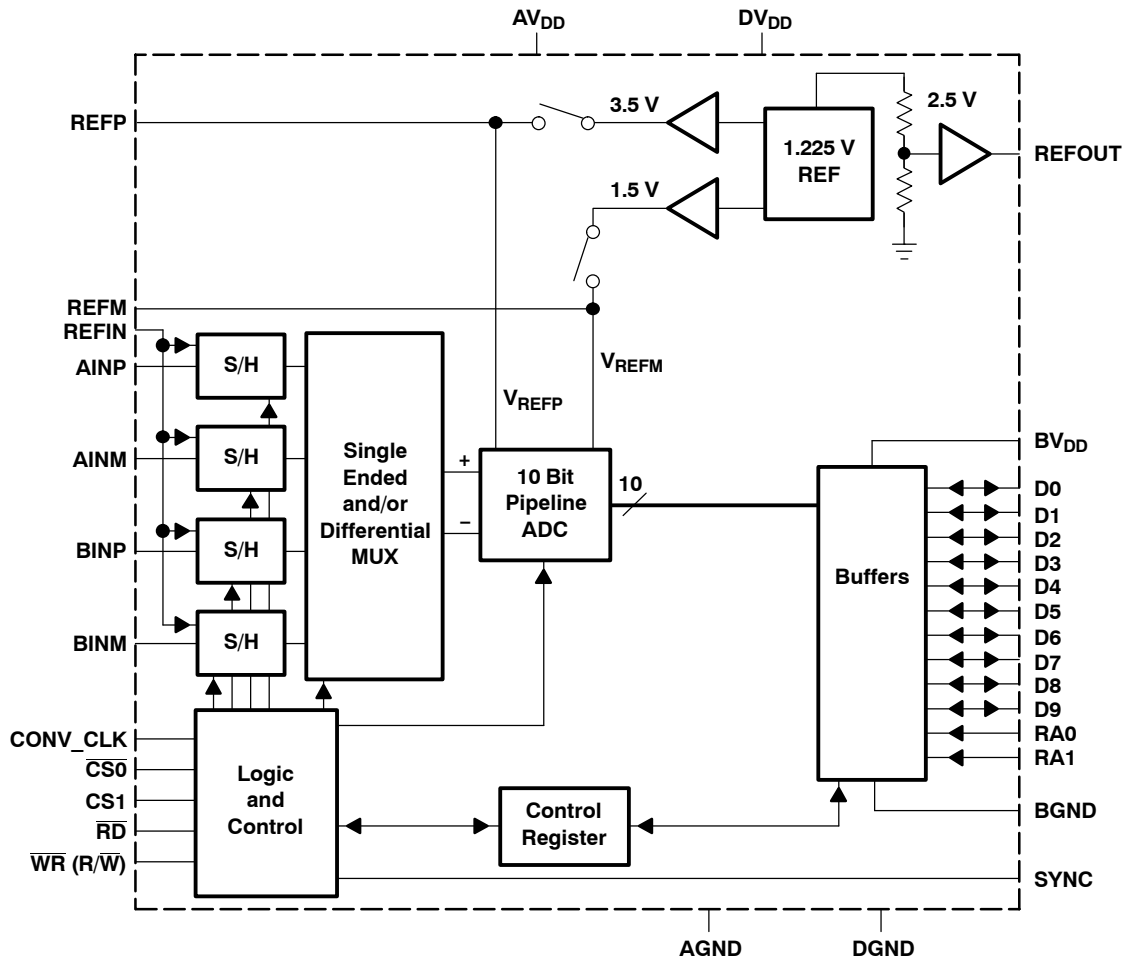 AVDD
DVDD
REFP
3.5 V
2.5 V
1.225 V
REF
REFOUT
1.5 V
REFM
REFIN
AINP
S/H
VREFM
VREFP
AINM
S/H
Single
Ended
and/or
Differential
MUX
+
−
10 Bit
Pipeline
ADC
10
BVDD
D0
D1
D2
D3
D4
D5
D6
D7
D8
D9
RA0
RA1
Buffers
BINP
S/H
BINM
S/H
CONV_CLK
C̅S̅0̅
CS1
R̅D̅
W̅R̅ (R/W̅)
Logic
and
Control
Control
Register
BGND
SYNC
AGND
DGND